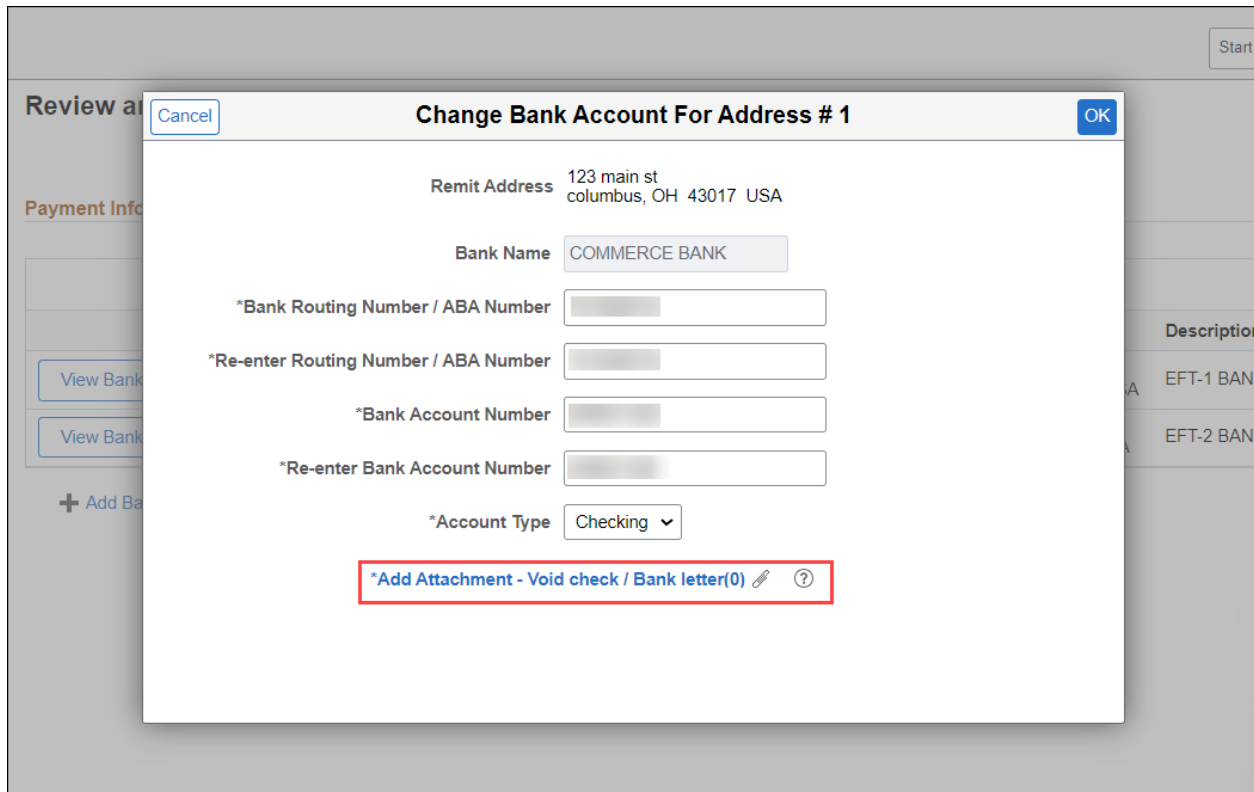 Start
Review a
Cancel
Change Bank Account For Address # 1
OK
Remit Address
123 main st
columbus, OH 43017 USA
Payment Info
Bank Name
COMMERCE BANK
*Bank Routing Number / ABA Number
Description
*Re-enter Routing Number / ABA Number
View Bank
A
EFT-1 BAN
*Bank Account Number
View Bank
EFT-2 BAN
*Re-enter Bank Account Number
Add Ba
*Account Type
Checking
*Add Attachment - Void check / Bank letter(0)
?